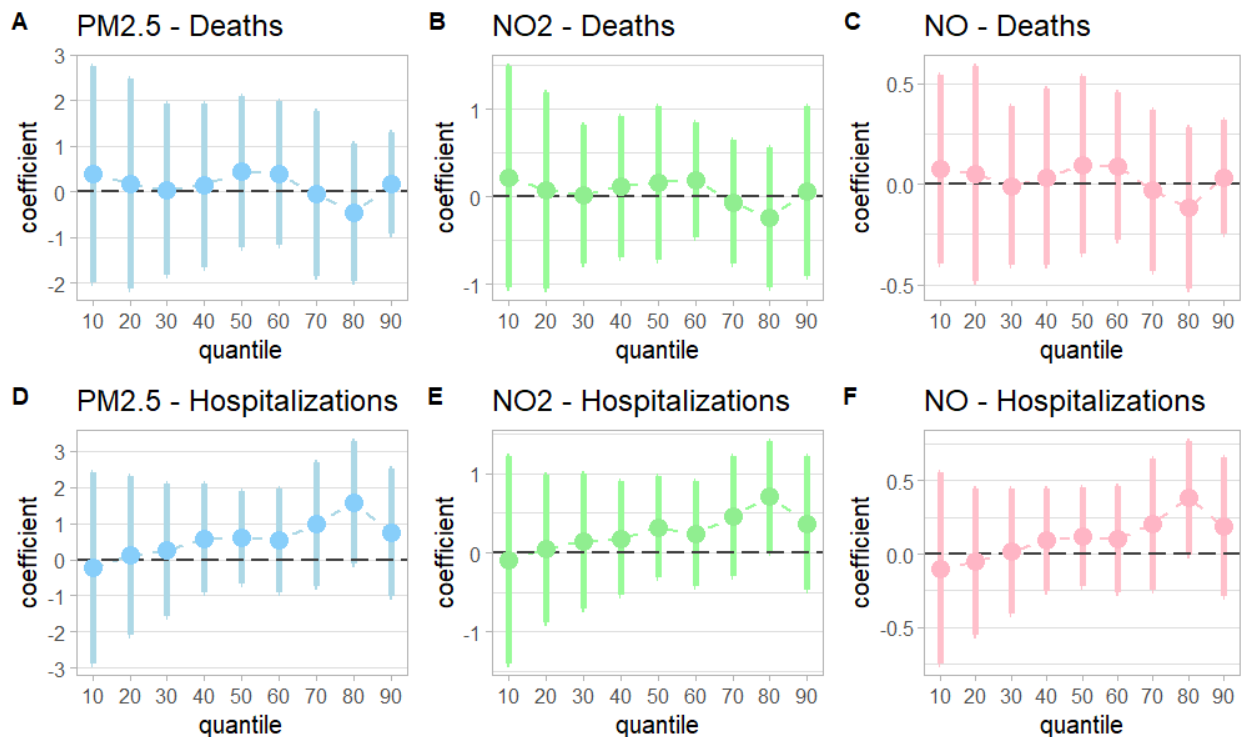 A PM2.5 - Deaths
3
2
1
0
-1
-2
coefficient
10 20 30 40 50 60 70 80 90
quantile
B NO2 - Deaths
1
0
-1
coefficient
10 20 30 40 50 60 70 80 90
quantile
C NO - Deaths
0.5
0.0
-0.5
coefficient
10 20 30 40 50 60 70 80 90
quantile
D PM2.5 - Hospitalizations
3
2
1
0
-1
-2
-3
coefficient
10 20 30 40 50 60 70 80 90
quantile
E NO2 - Hospitalizations
1
0
-1
coefficient
10 20 30 40 50 60 70 80 90
quantile
F NO - Hospitalizations
0.5
0.0
-0.5
coefficient
10 20 30 40 50 60 70 80 90
quantile